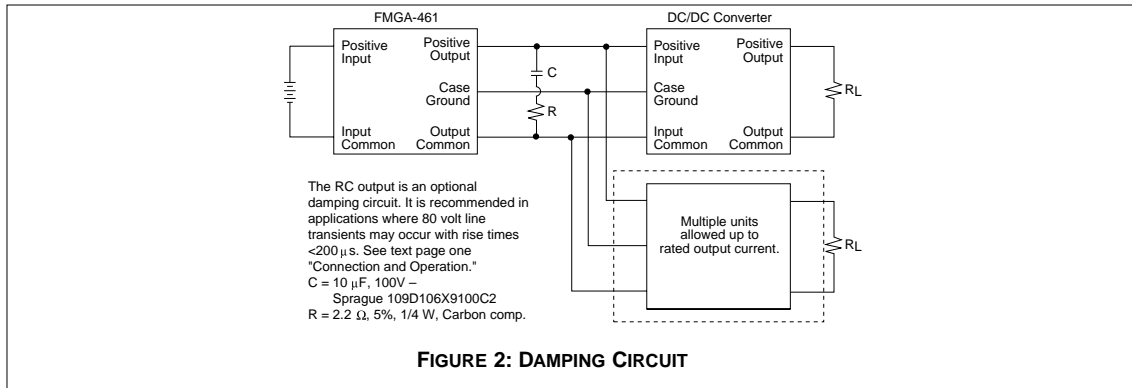 FMGA-461
DC/DC Converter
Positive
Input
Positive
Output
Case
Ground
Input
Common
Output
Common
C
R
Positive
Input
Positive
Output
Case
Ground
Input
Common
Output
Common
RL
The RC output is an optional
damping circuit. It is recommended in
applications where 80 volt line
transients may occur with rise times
<200 µs. See text page one
"Connection and Operation."
C = 10 µF, 100V –
Sprague 109D106X9100C2
R = 2.2 Ω, 5%, 1/4 W, Carbon comp.
Multiple units
allowed up to
rated output current.
RL
FIGURE 2: DAMPING CIRCUIT